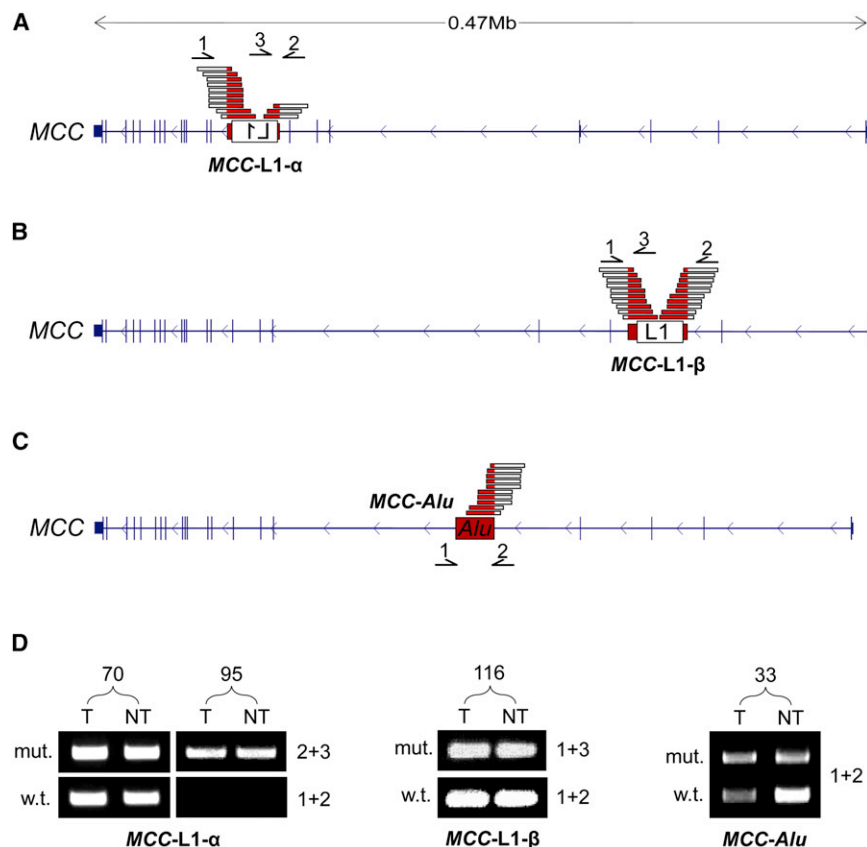 A
0.47Mb
1 3 2
MCC
L1
MCC-L1-α
B
1 3 2
MCC
L1
MCC-L1-β
C
MCC-Alu
MCC
Alu
1 2
D
70 95 116 33
T NT T NT T NT T NT
mut. 2+3 mut. 1+3 mut.
1+2
w.t. 1+2 w.t. 1+2 w.t.
MCC-L1-α MCC-L1-β MCC-Alu